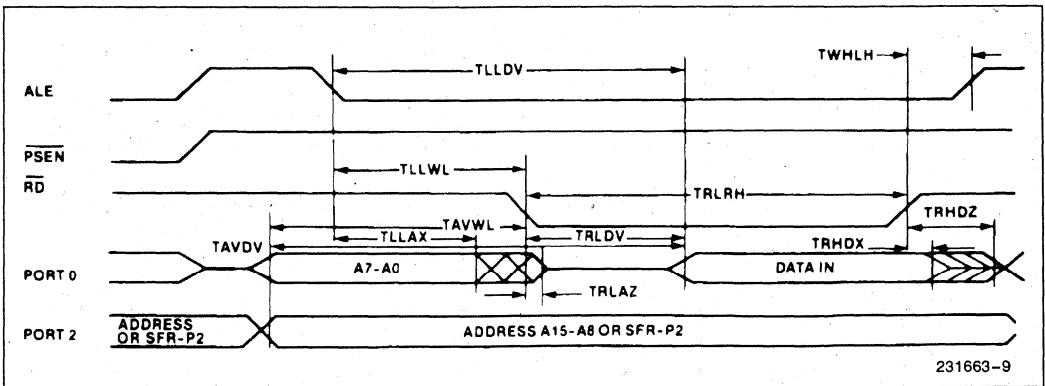 TWHLH
TLLDV
ALE
PSEN
TLLWL
RD
TRLRH
TAVWL
TRHDZ
TLLAX
TRLDV
TAVDV
TRHDX
PORT 0
A7-A0
DATA IN
TRLAZ
PORT 2
ADDRESS
OR SFR-P2
ADDRESS A15-A8 OR SFR-P2
231663-9